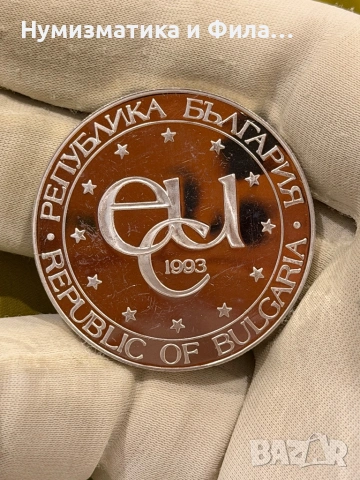 Нумизматика и Фила...
· РЕПУБЛИКА БЪЛГАРИЯ ·
ecu
1993
REPUBLIC OF BULGARIA
BAZAR